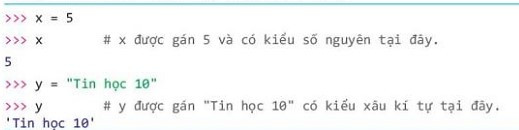 >>> x = 5
>>> x # x được gán 5 và có kiểu số nguyên tại đây.
5
>>> y = "Tin học 10"
>>> y # y được gán "Tin học 10" có kiểu xâu kí tự tại đây.
'Tin học 10'